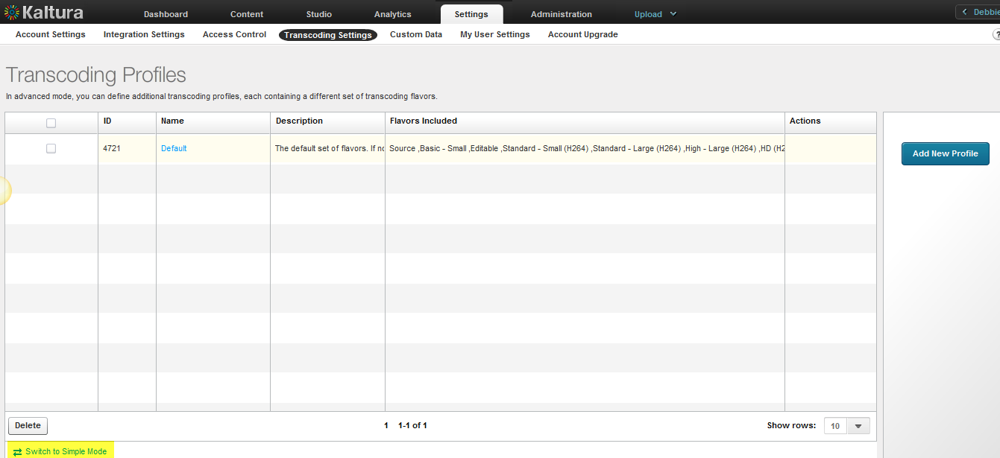 Kaltura Dashboard Content Studio Analytics Settings Administration Upload Debbie
Account Settings Integration Settings Access Control Transcoding Settings Custom Data My User Settings Account Upgrade ?
Transcoding Profiles
In advanced mode, you can define additional transcoding profiles, each containing a different set of transcoding flavors.
ID Name Description Flavors Included Actions
4721 Default The default set of flavors. If no Source ,Basic - Small ,Editable ,Standard - Small (H264) ,Standard - Large (H264) ,High - Large (H264) ,HD (H2
Add New Profile
Delete 1 1-1 of 1 Show rows: 10
Switch to Simple Mode